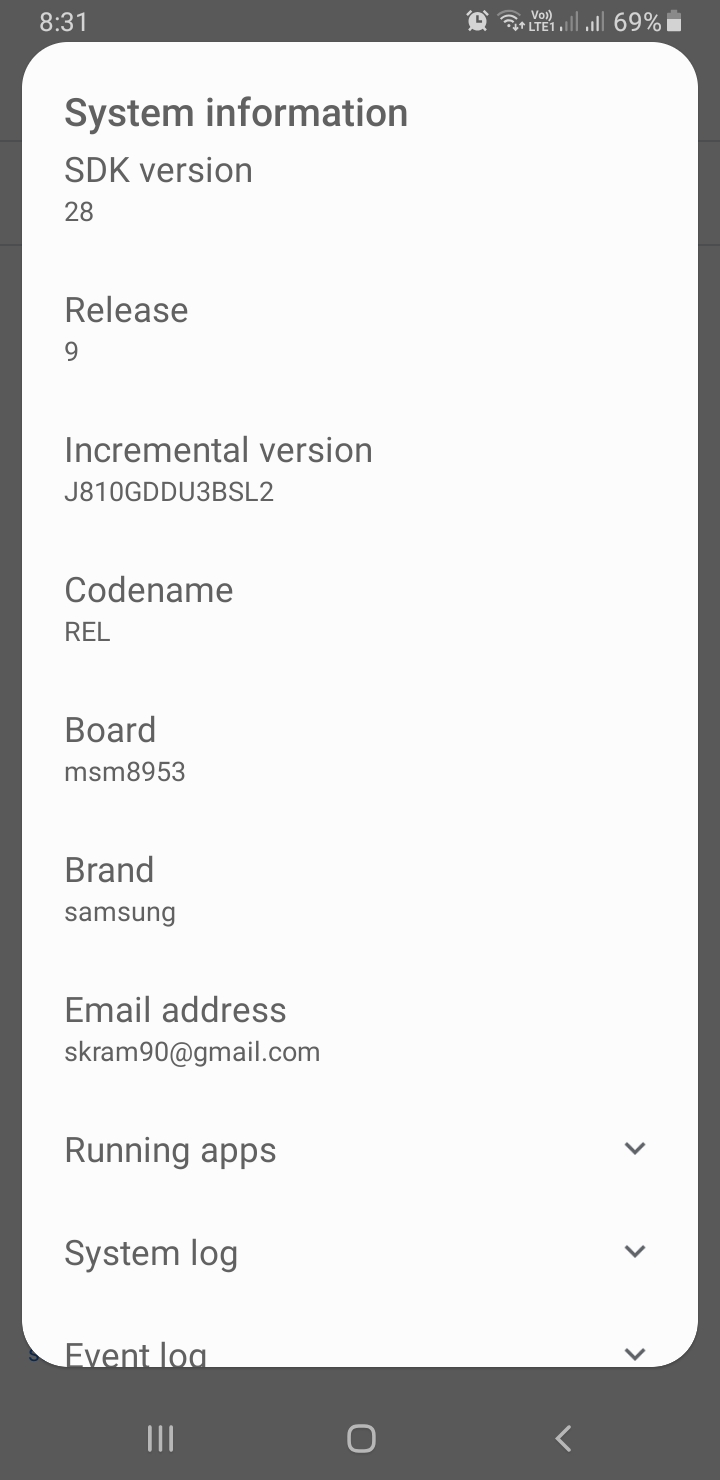 8:31 Vo)) LTE1 69%
System information
SDK version
28
Release
9
Incremental version
J810GDDU3BSL2
Codename
REL
Board
msm8953
Brand
samsung
Email address
skram90@gmail.com
Running apps
System log
Event log